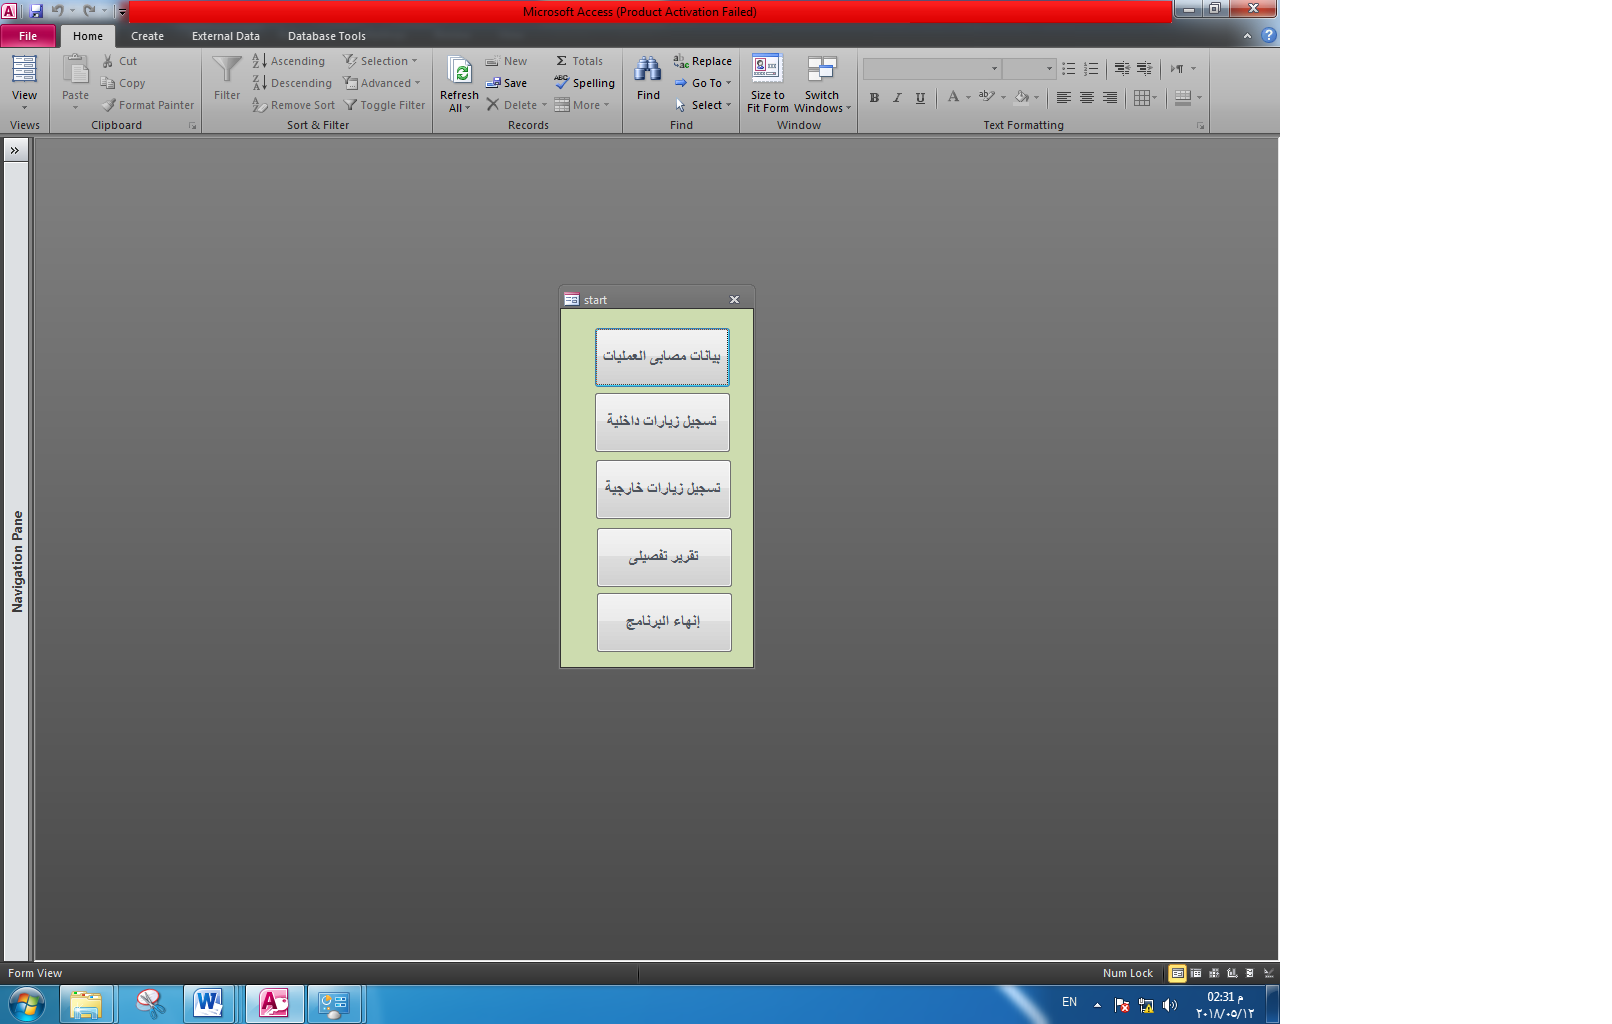 Microsoft Access (Product Activation Failed)
File Home Create External Data Database Tools
View
Views
Paste
Cut
Copy
Format Painter
Clipboard
Filter
Ascending
Descending
Remove Sort
Selection
Advanced
Toggle Filter
Sort & Filter
Refresh
All
New
Save
Delete
Totals
Spelling
More
Records
Find
Replace
Go To
Select
Find
Size to
Fit Form
Switch
Windows
Window
B I U
Text Formatting
Navigation Pane
start
بيانات مصابى العمليات
تسجيل زيارات داخلية
تسجيل زيارات خارجية
تقرير تفصيلى
إنهاء البرنامج
Form View
Num Lock
EN
02:31 م
٢٠١٨/٠٥/١٢